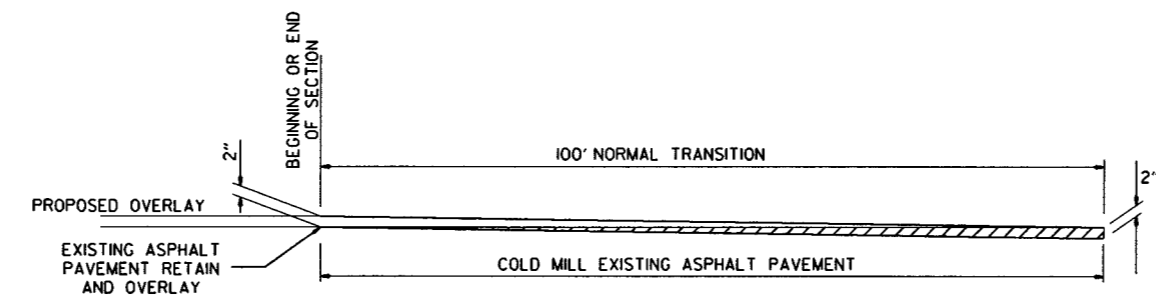 BEGINNING OR END
OF SECTION
2"
100' NORMAL TRANSITION
2"
PROPOSED OVERLAY
EXISTING ASPHALT
PAVEMENT RETAIN
AND OVERLAY
COLD MILL EXISTING ASPHALT PAVEMENT